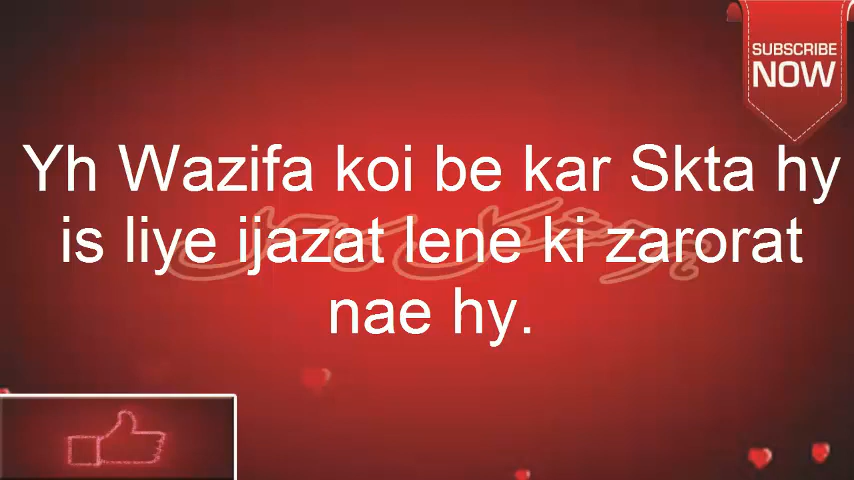 SUBSCRIBE
NOW
Yh Wazifa koi be kar Skta hy
is liye ijazat lene ki zarorat
nae hy.